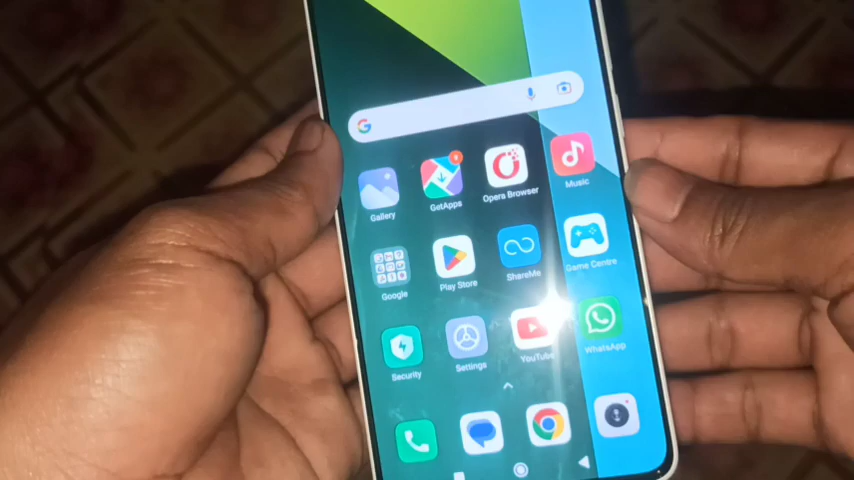 Gallery
GetApps
Opera Browser
Music
Google
Play Store
ShareMe
Game Centre
Security
Settings
YouTube
WhatsApp